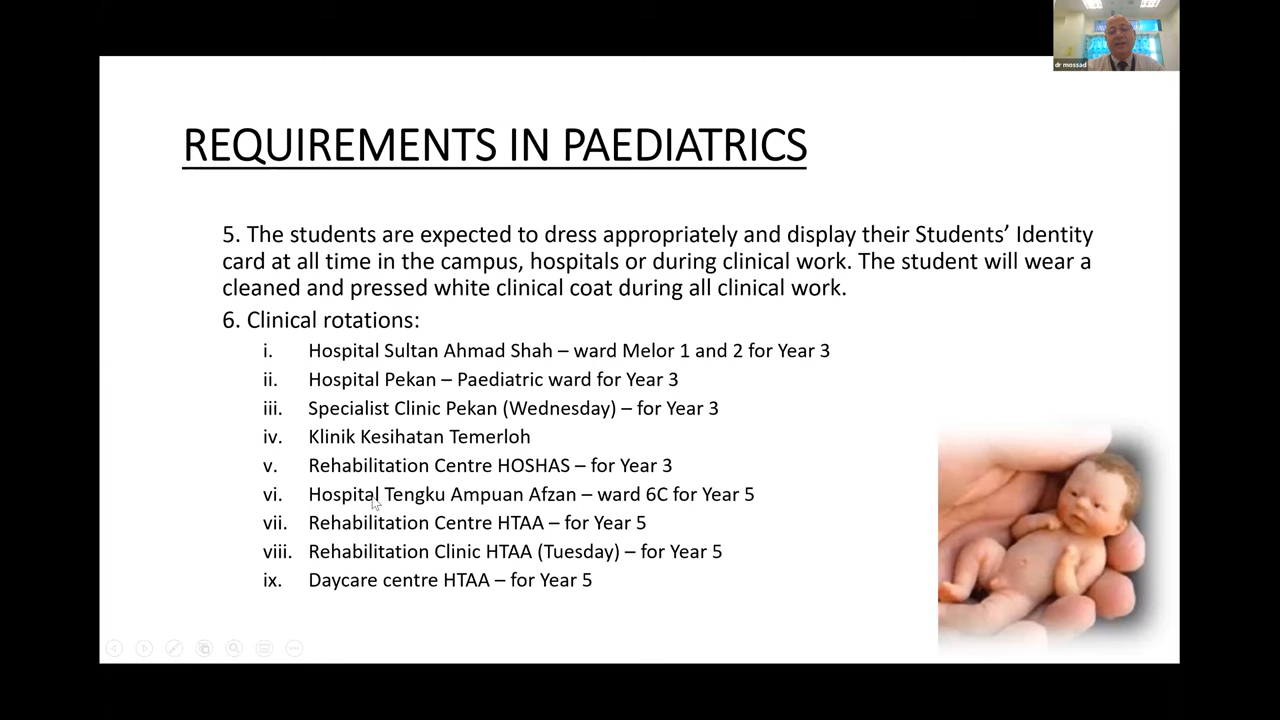 dr mossad
REQUIREMENTS IN PAEDIATRICS
5. The students are expected to dress appropriately and display their Students’ Identity
card at all time in the campus, hospitals or during clinical work. The student will wear a
cleaned and pressed white clinical coat during all clinical work.
6. Clinical rotations:
i. Hospital Sultan Ahmad Shah – ward Melor 1 and 2 for Year 3
ii. Hospital Pekan – Paediatric ward for Year 3
iii. Specialist Clinic Pekan (Wednesday) – for Year 3
iv. Klinik Kesihatan Temerloh
v. Rehabilitation Centre HOSHAS – for Year 3
vi. Hospital Tengku Ampuan Afzan – ward 6C for Year 5
vii. Rehabilitation Centre HTAA – for Year 5
viii. Rehabilitation Clinic HTAA (Tuesday) – for Year 5
ix. Daycare centre HTAA – for Year 5